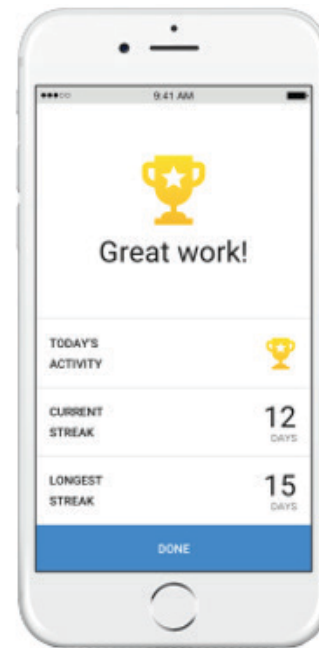 9:41 AM
Great work!
TODAY'S
ACTIVITY
CURRENT
STREAK
12
DAYS
LONGEST
STREAK
15
DAYS
DONE